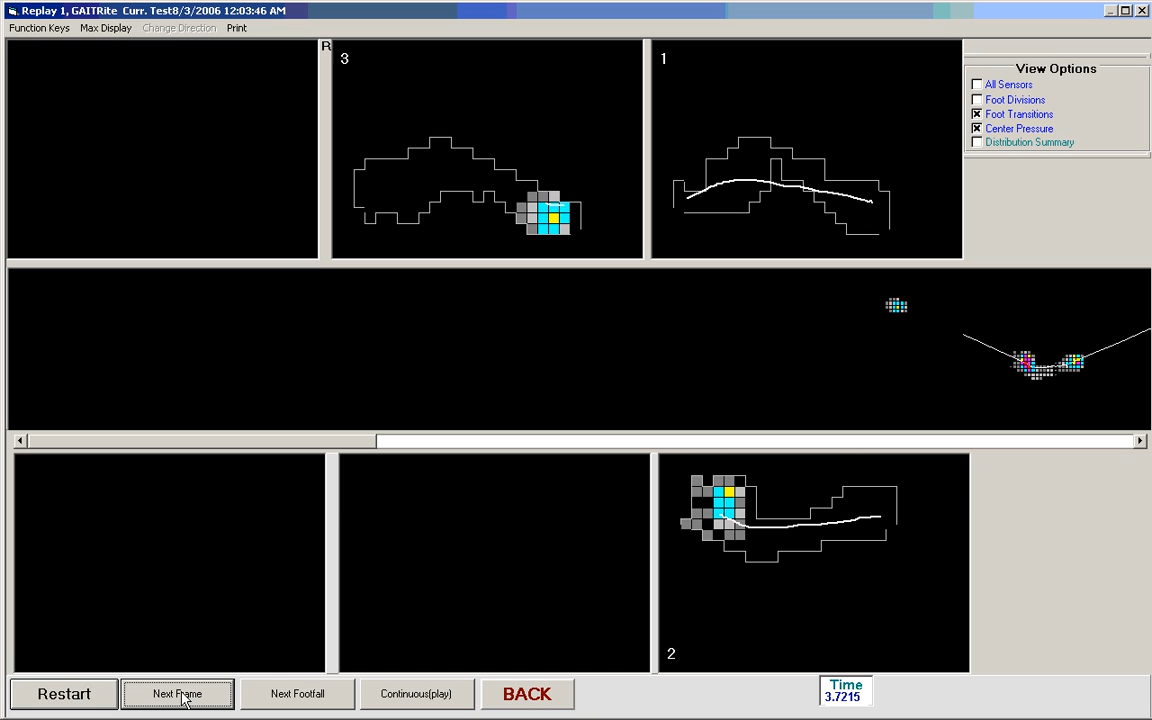 Replay 1, GAITRite Curr. Test8/3/2006 12:03:46 AM
Function Keys Max Display Change Direction Print
R
3
1
View Options
All Sensors
Foot Divisions
Foot Transitions
Center Pressure
Distribution Summary
2
Restart
Next Frame
Next Footfall
Continuous(play)
BACK
Time
3.7215